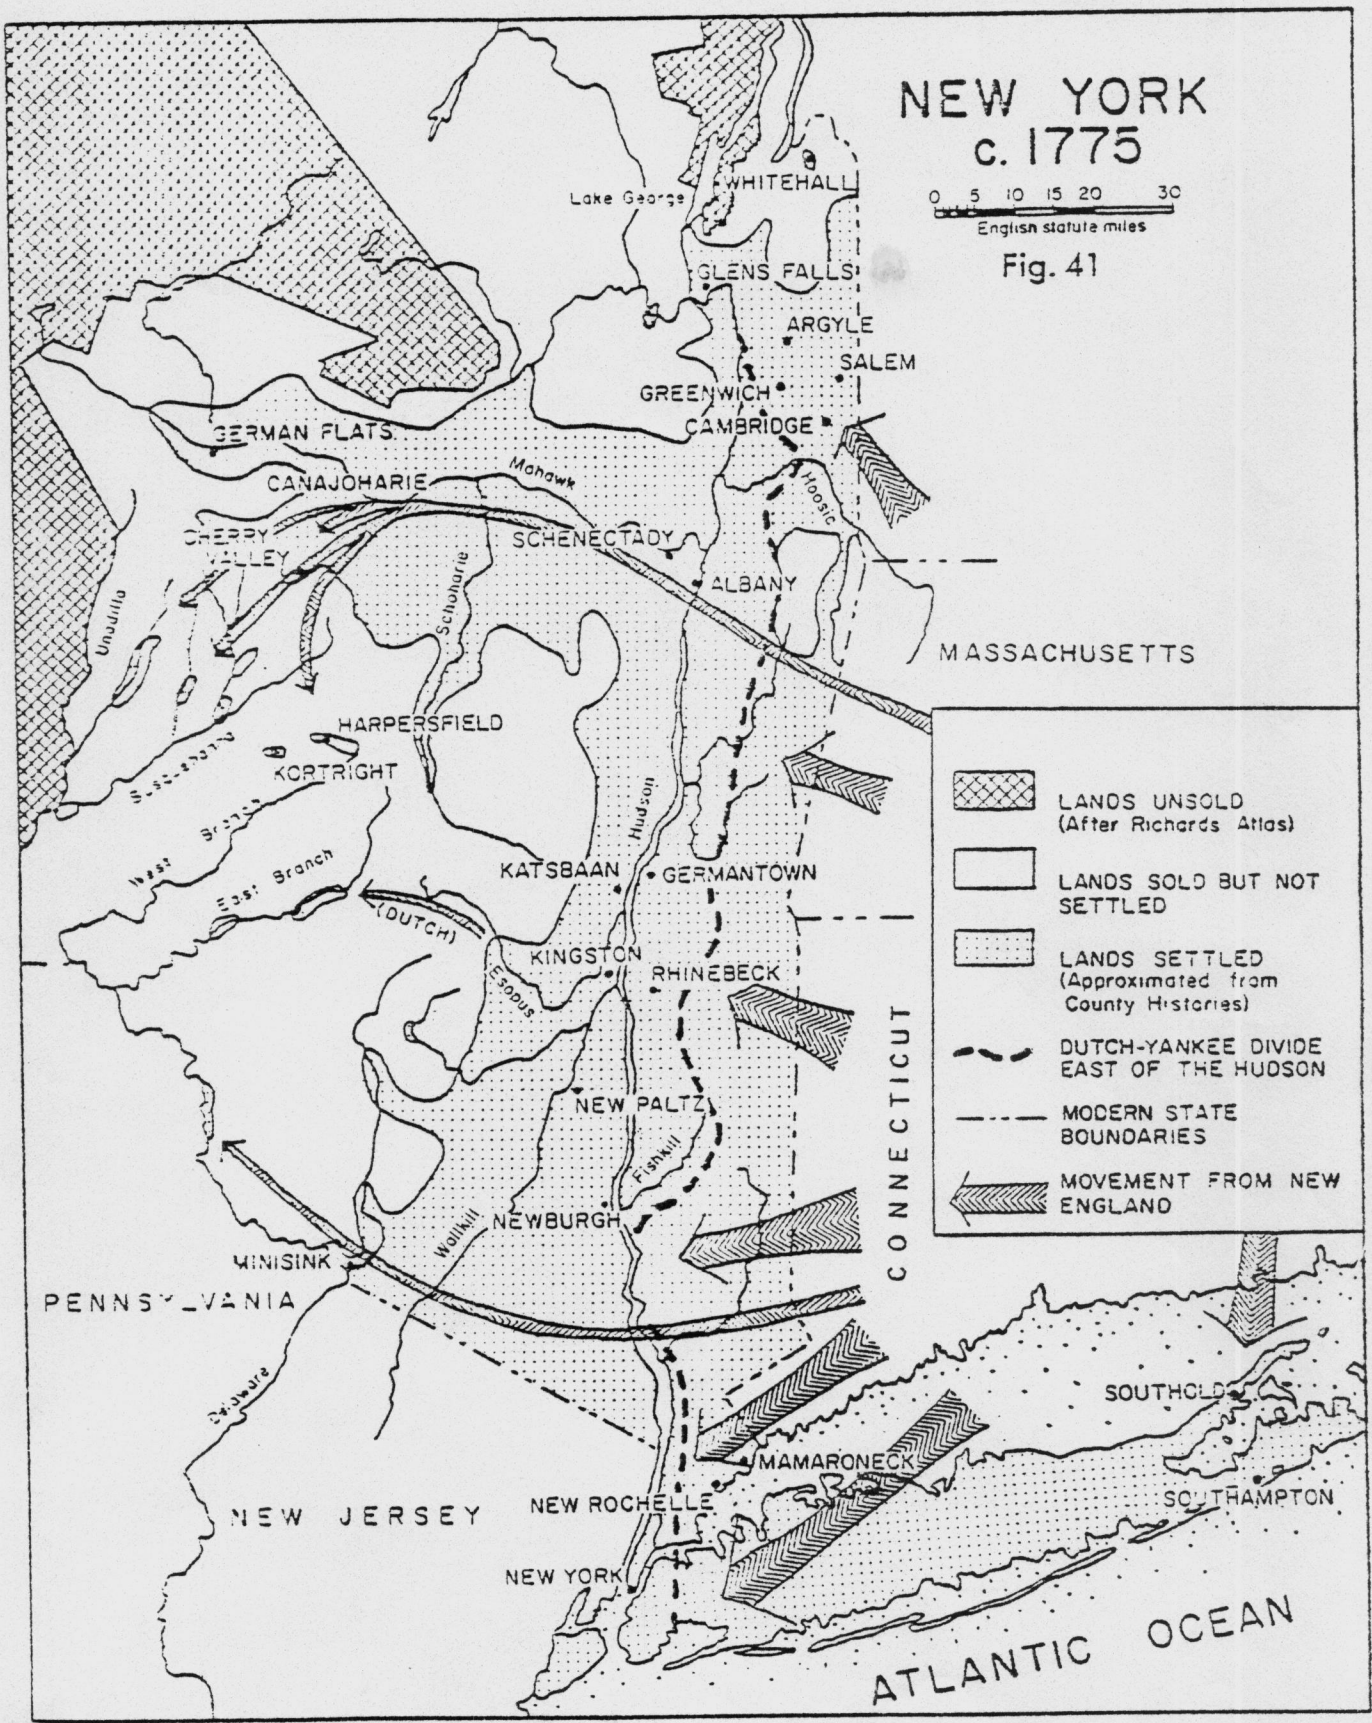 NEW YORK
c. 1775
0 5 10 15 20 30
English statute miles
Fig. 41
WHITEHALL
Lake George
GLENS FALLS
ARGYLE
SALEM
GREENWICH
CAMBRIDGE
GERMAN FLATS
CANAJOHARIE
Mahawk
Hoosic
CHERRY
VALLEY
SCHENECTADY
ALBANY
Unadilla
Schoharie
MASSACHUSETTS
HARPERSFIELD
KORTRIGHT
Susquehanna
West Branch
East Branch
Hudson
KATSBAAN
GERMANTOWN
(DUTCH)
KINGSTON
Esopus
RHINEBECK
NEW PALTZ
Fishkill
NEWBURGH
Wallkill
MINISINK
PENNSYLVANIA
CONNECTICUT
Delaware
SOUTHOLD
MAMARONECK
NEW ROCHELLE
SOUTHAMPTON
NEW JERSEY
NEW YORK
ATLANTIC OCEAN
LANDS UNSOLD
(After Richards Atlas)
LANDS SOLD BUT NOT
SETTLED
LANDS SETTLED
(Approximated from
County Histories)
DUTCH-YANKEE DIVIDE
EAST OF THE HUDSON
MODERN STATE
BOUNDARIES
MOVEMENT FROM NEW
ENGLAND